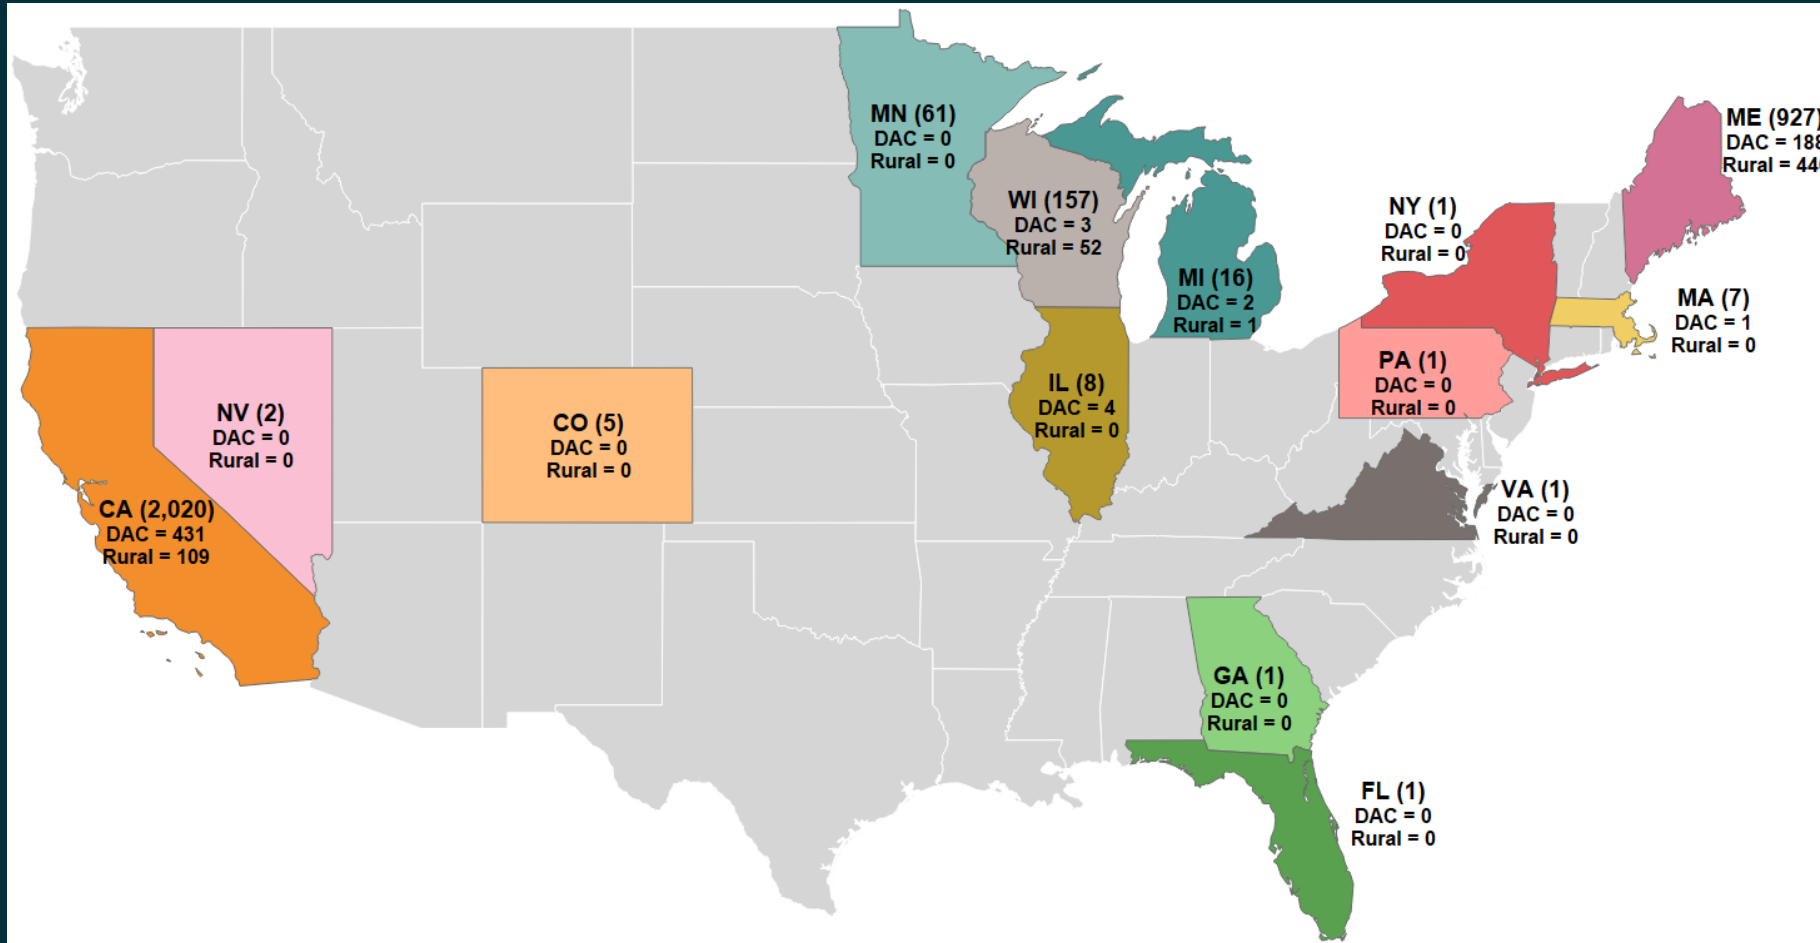 MN (61)
DAC = 0
Rural = 0
ME (927)
DAC = 188
Rural =
WI (157)
DAC = 3
Rural = 52
NY (1)
DAC = 0
Rural = 0
MI (16)
DAC = 2
Rural = 1
MA (7)
DAC = 1
Rural = 0
PA (1)
DAC = 0
Rural = 0
IL (8)
DAC = 4
Rural = 0
NV (2)
DAC = 0
Rural = 0
CO (5)
DAC = 0
Rural = 0
CA (2,020)
DAC = 431
Rural = 109
VA (1)
DAC = 0
Rural = 0
GA (1)
DAC = 0
Rural = 0
FL (1)
DAC = 0
Rural = 0